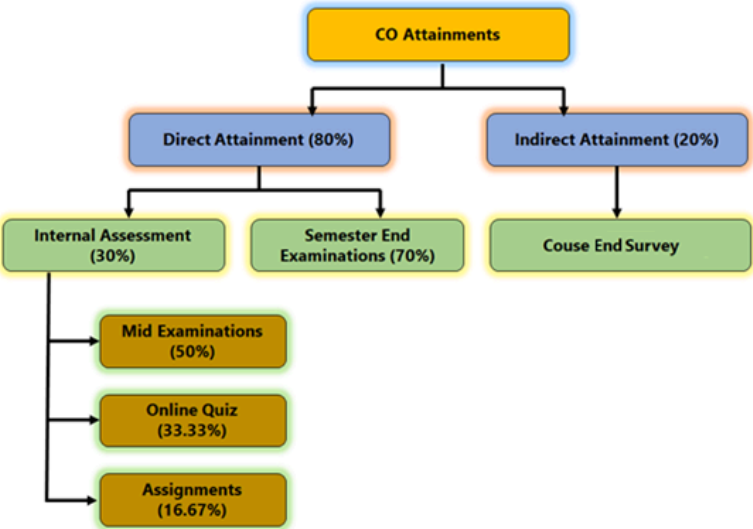 CO Attainments
Direct Attainment (80%)
Indirect Attainment (20%)
Internal Assessment
(30%)
Semester End
Examinations (70%)
Couse End Survey
Mid Examinations
(50%)
Online Quiz
(33.33%)
Assignments
(16.67%)